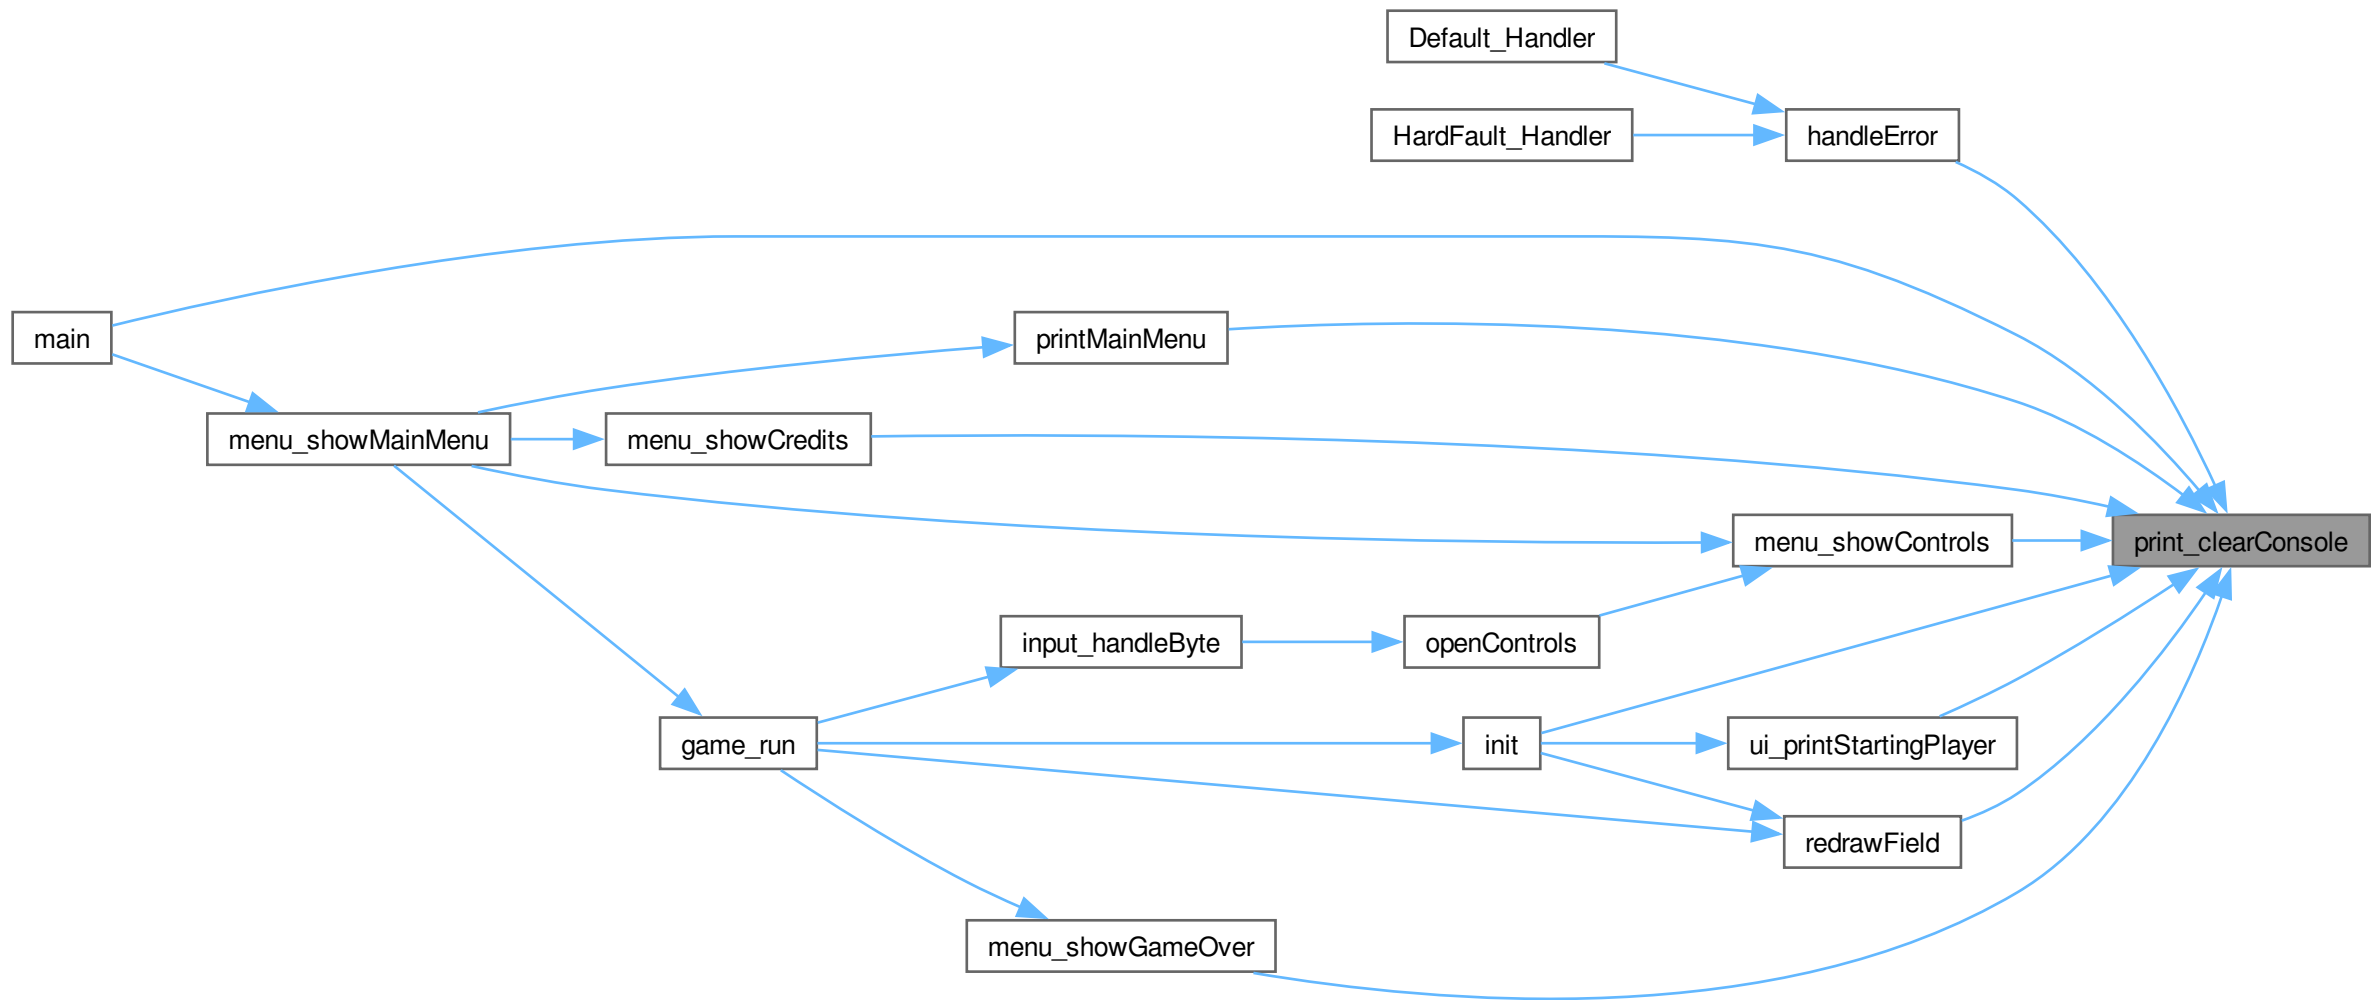 Default_Handler
HardFault_Handler
handleError
main
printMainMenu
menu_showMainMenu
menu_showCredits
menu_showControls
print_clearConsole
input_handleByte
openControls
game_run
init
ui_printStartingPlayer
redrawField
menu_showGameOver